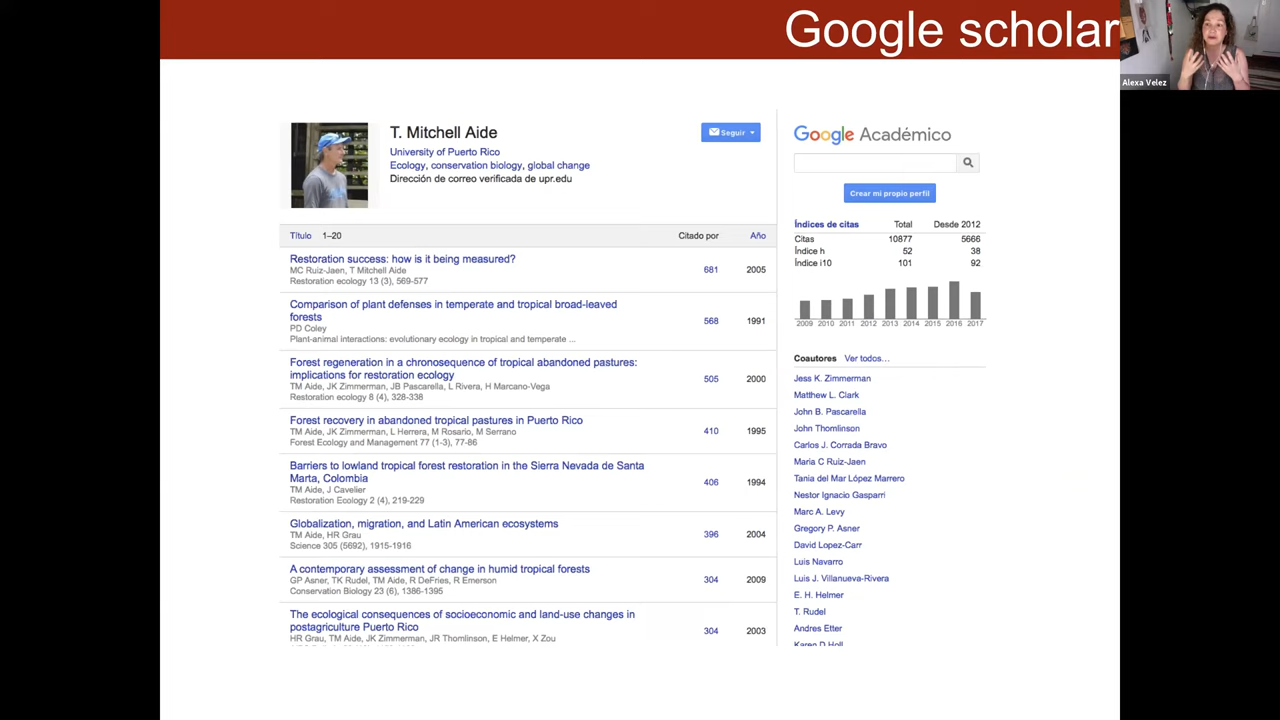 Google scholar
Alexa Velez
T. Mitchell Aide
University of Puerto Rico
Ecology, conservation biology, global change
Dirección de correo verificada de upr.edu
Seguir
Título 1–20 Citado por Año
Restoration success: how is it being measured?
MC Ruiz-Jaen, T Mitchell Aide
Restoration ecology 13 (3), 569-577
681 2005
Comparison of plant defenses in temperate and tropical broad-leaved
forests
PD Coley
Plant-animal interactions: evolutionary ecology in tropical and temperate ...
568 1991
Forest regeneration in a chronosequence of tropical abandoned pastures:
implications for restoration ecology
TM Aide, JK Zimmerman, JB Pascarella, L Rivera, H Marcano-Vega
Restoration ecology 8 (4), 328-338
505 2000
Forest recovery in abandoned tropical pastures in Puerto Rico
TM Aide, JK Zimmerman, L Herrera, M Rosario, M Serrano
Forest Ecology and Management 77 (1-3), 77-86
410 1995
Barriers to lowland tropical forest restoration in the Sierra Nevada de Santa
Marta, Colombia
TM Aide, J Cavelier
Restoration Ecology 2 (4), 219-229
406 1994
Globalization, migration, and Latin American ecosystems
TM Aide, HR Grau
Science 305 (5692), 1915-1916
396 2004
A contemporary assessment of change in humid tropical forests
GP Asner, TK Rudel, TM Aide, R DeFries, R Emerson
Conservation Biology 23 (6), 1386-1395
304 2009
The ecological consequences of socioeconomic and land-use changes in
postagriculture Puerto Rico
HR Grau, TM Aide, JK Zimmerman, JR Thomlinson, E Helmer, X Zou
304 2003
Google Académico
Crear mi propio perfil
Índices de citas Total Desde 2012
Citas 10877 5666
Índice h 52 38
Índice i10 101 92
2009 2010 2011 2012 2013 2014 2015 2016 2017
Coautores Ver todos…
Jess K. Zimmerman
Matthew L. Clark
John B. Pascarella
John Thomlinson
Carlos J. Corrada Bravo
Maria C Ruiz-Jaen
Tania del Mar López Marrero
Nestor Ignacio Gasparri
Marc A. Levy
Gregory P. Asner
David Lopez-Carr
Luis Navarro
Luis J. Villanueva-Rivera
E. H. Helmer
T. Rudel
Andres Etter
Karen D Holl